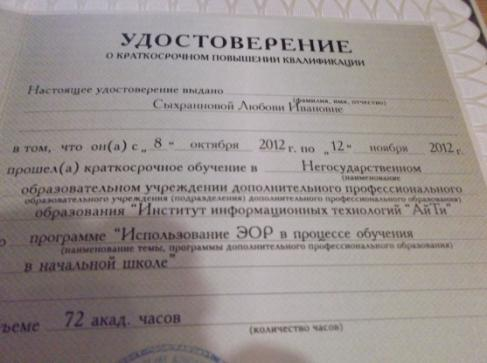 УДОСТОВЕРЕНИЕ
О КРАТКОСРОЧНОМ ПОВЫШЕНИИ КВАЛИФИКАЦИИ
Настоящее удостоверение выдано
(фамилия, имя, отчество)
Сыхранновой Любови Ивановне
в том, что он(а) с „ 8 “ октября 2012 г. по „ 12 “ ноября 2012 г.
прошел(а) краткосрочное обучение в Негосударственном
(наименование
образовательном учреждении дополнительного профессионального
образовательного учреждения (подразделения) дополнительного профессионального образования)
образования "Институт информационных технологий "АйТи"
о программе "Использование ЭОР в процессе обучения
(наименование темы, программы дополнительного профессионального образования)
в начальной школе"
ъеме 72 акад. часов
(количество часов)